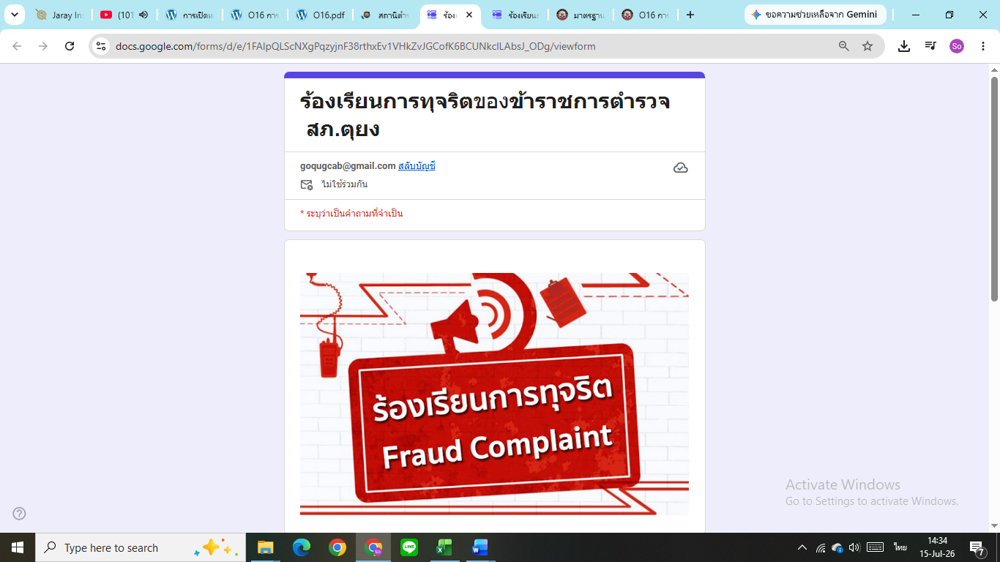 Jaray In
(101
การเปิดเผ
O16 การ
O16.pdf
สถานีตำร
ร้อง
ร้องเรียน
มาตรฐาน
O16 การ
ขอความช่วยเหลือจาก Gemini
docs.google.com/forms/d/e/1FAIpQLScNXgPqzyjnF38rthxEv1VHkZvJGCofK6BCUNkclLAbsJ_ODg/viewform
So
ร้องเรียนการทุจริตของข้าราชการตำรวจ
สภ.ตุยง
goqugcab@gmail.com สลับบัญชี
ไม่ใช้ร่วมกัน
* ระบุว่าเป็นคำถามที่จำเป็น
ร้องเรียนการทุจริต
Fraud Complaint
Activate Windows
Go to Settings to activate Windows.
Type here to search
So
LINE
ไทย
14:34
15-Jul-26
7